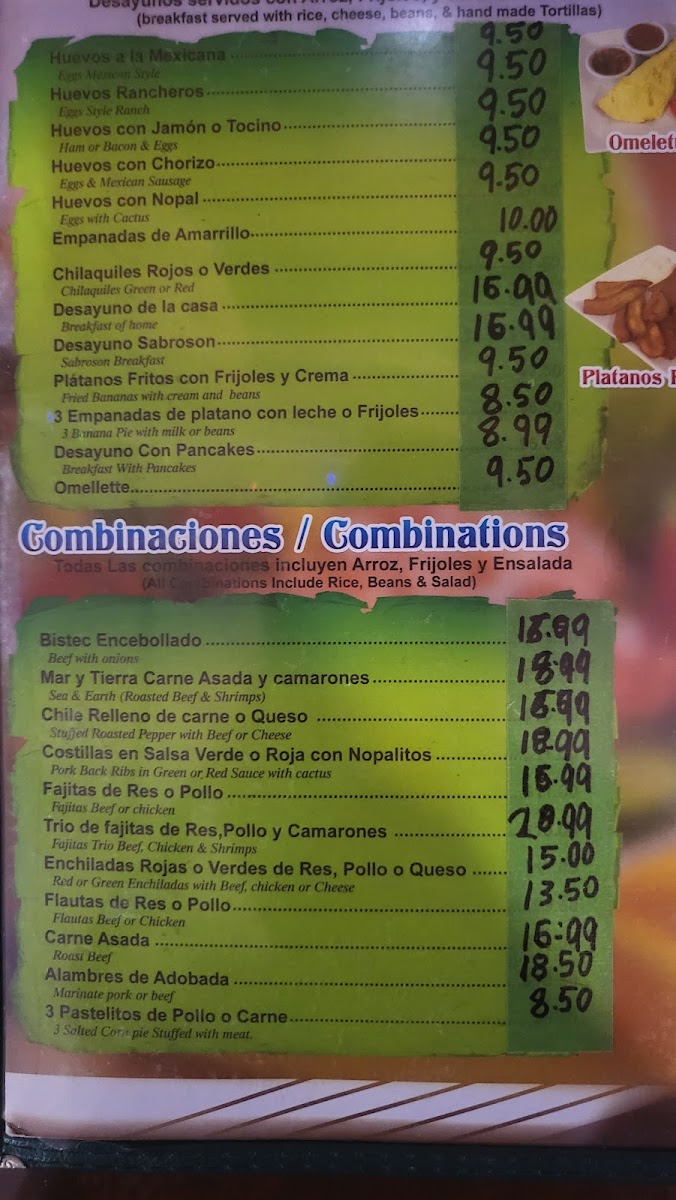 (breakfast served with rice, cheese, beans, & hand made Tortillas)
Huevos a la Mexicana 9.50
Eggs Mexican Style
Huevos Rancheros 9.50
Eggs Style Ranch
Huevos con Jamón o Tocino 9.50
Ham or Bacon & Eggs
Huevos con Chorizo 9.50
Eggs & Mexican Sausage
Huevos con Nopal 9.50
Eggs with Cactus
Empanadas de Amarrillo 10.00
Chilaquiles Rojos o Verdes 9.50
Chilaquiles Green or Red
Desayuno de la casa 16.99
Breakfast of home
Desayuno Sabroson 16.99
Sabroson Breakfast
Plátanos Fritos con Frijoles y Crema 9.50
Fried Bananas with cream and beans
3 Empanadas de platano con leche o Frijoles 8.50
3 Banana Pie with milk or beans
Desayuno Con Pancakes 8.99
Breakfast With Pancakes
Omellette 9.50
Platanos
Combinaciones / Combinations
Todas Las combinaciones incluyen Arroz, Frijoles y Ensalada
(All Combinations Include Rice, Beans & Salad)
Bistec Encebollado 18.99
Beef with onions
Mar y Tierra Carne Asada y camarones 18.99
Sea & Earth (Roasted Beef & Shrimps)
Chile Relleno de carne o Queso 18.99
Stuffed Roasted Pepper with Beef or Cheese
Costillas en Salsa Verde o Roja con Nopalitos 18.99
Pork Back Ribs in Green or Red Sauce with cactus
Fajitas de Res o Pollo 16.99
Fajitas Beef or chicken
Trio de fajitas de Res,Pollo y Camarones 20.99
Fajitas Trio Beef, Chicken & Shrimps
Enchiladas Rojas o Verdes de Res, Pollo o Queso 15.00
Red or Green Enchiladas with Beef, chicken or Cheese
Flautas de Res o Pollo 13.50
Flautas Beef or Chicken
Carne Asada 16.99
Roast Beef
Alambres de Adobada 18.50
Marinate pork or beef
3 Pastelitos de Pollo o Carne 8.50
3 Solted Corn pie Stuffed with meat.